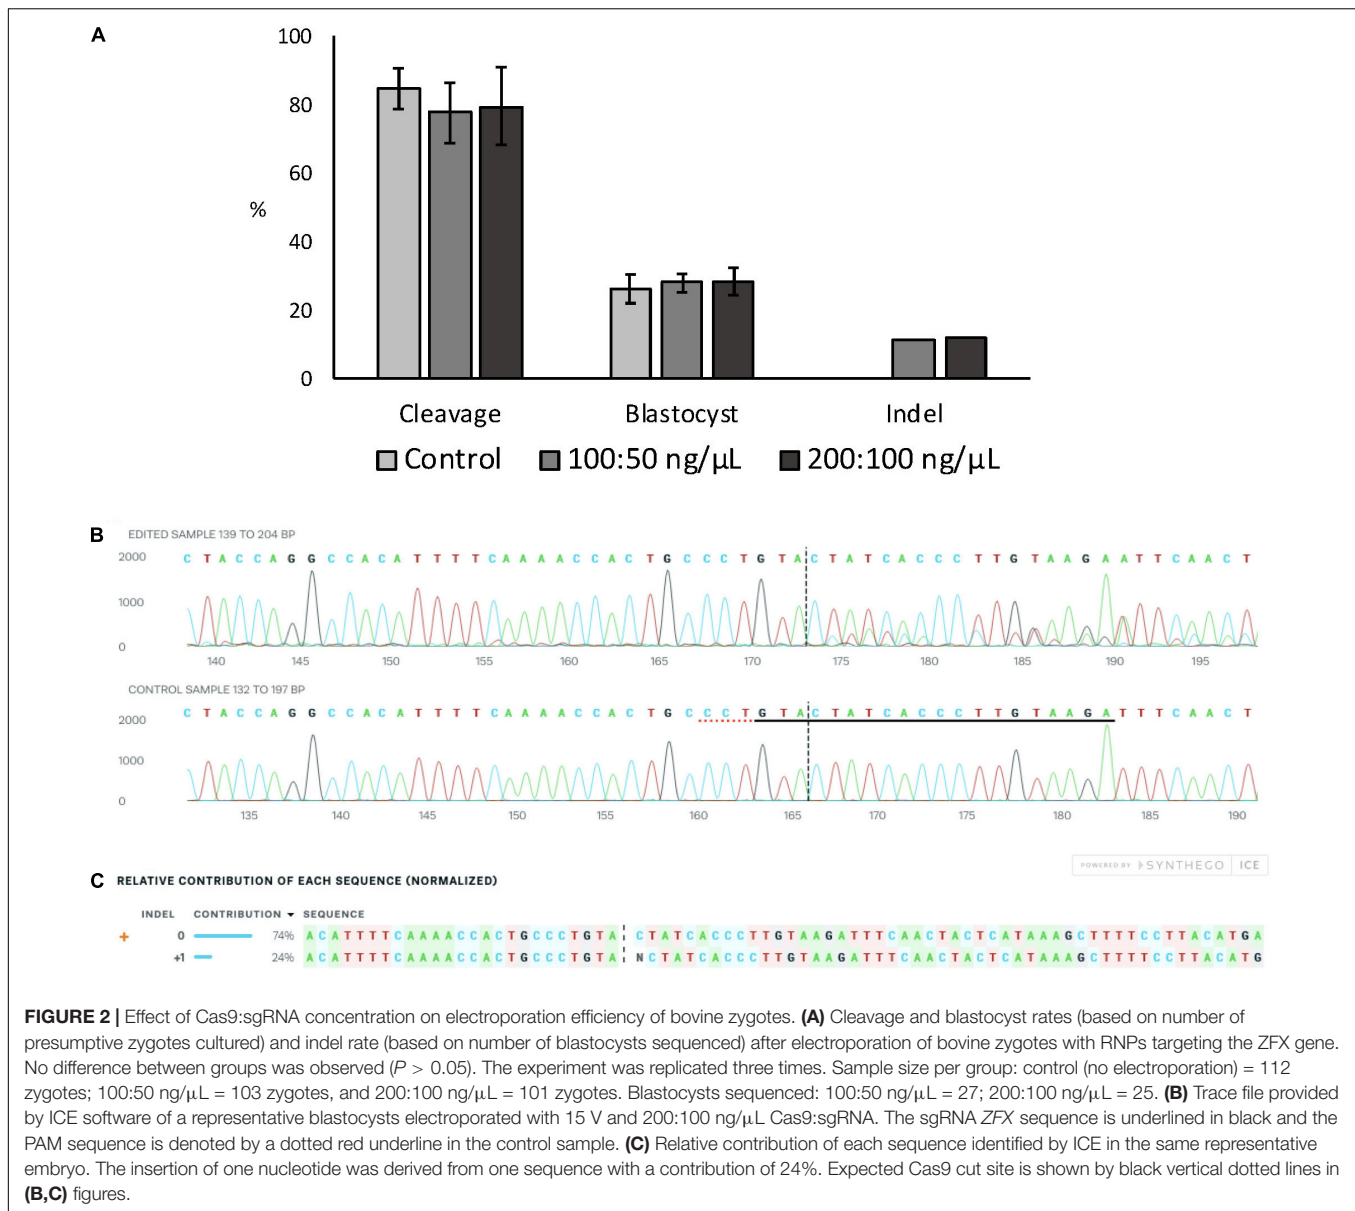 A
100
80
60
%
40
20
0
Cleavage Blastocyst Indel
Control 100:50 ng/µL 200:100 ng/µL
B EDITED SAMPLE 139 TO 204 BP
2000 C T A C C A G G C C A C A T T T T C A A A A C C A C T G C C C T G T A C T A T C A C C C T T G T A A G A A T T C A A C T
1000
0
140 145 150 155 160 165 170 175 180 185 190 195
CONTROL SAMPLE 132 TO 197 BP
2000 C T A C C A G G C C A C A T T T T C A A A A C C A C T G C C C T G T A C T A T C A C C C T T G T A A G A T T T C A A C T
1000
0
135 140 145 150 155 160 165 170 175 180 185 190
POWERED BY SYNTHEGO ICE
C RELATIVE CONTRIBUTION OF EACH SEQUENCE (NORMALIZED)
INDEL CONTRIBUTION SEQUENCE
+ 0 74% A C A T T T T C A A A A C C A C T G C C C T G T A C T A T C A C C C T T G T A A G A T T T C A A C T A C T C A T A A A G C T T T T C C T T A C A T G A
+1 24% A C A T T T T C A A A A C C A C T G C C C T G T A N C T A T C A C C C T T G T A A G A T T T C A A C T A C T C A T A A A G C T T T T C C T T A C A T G
FIGURE 2 | Effect of Cas9:sgRNA concentration on electroporation efficiency of bovine zygotes. (A) Cleavage and blastocyst rates (based on number of
presumptive zygotes cultured) and indel rate (based on number of blastocysts sequenced) after electroporation of bovine zygotes with RNPs targeting the ZFX gene.
No difference between groups was observed (P > 0.05). The experiment was replicated three times. Sample size per group: control (no electroporation) = 112
zygotes; 100:50 ng/µL = 103 zygotes, and 200:100 ng/µL = 101 zygotes. Blastocysts sequenced: 100:50 ng/µL = 27; 200:100 ng/µL = 25. (B) Trace file provided
by ICE software of a representative blastocysts electroporated with 15 V and 200:100 ng/µL Cas9:sgRNA. The sgRNA ZFX sequence is underlined in black and the
PAM sequence is denoted by a dotted red underline in the control sample. (C) Relative contribution of each sequence identified by ICE in the same representative
embryo. The insertion of one nucleotide was derived from one sequence with a contribution of 24%. Expected Cas9 cut site is shown by black vertical dotted lines in
(B,C) figures.